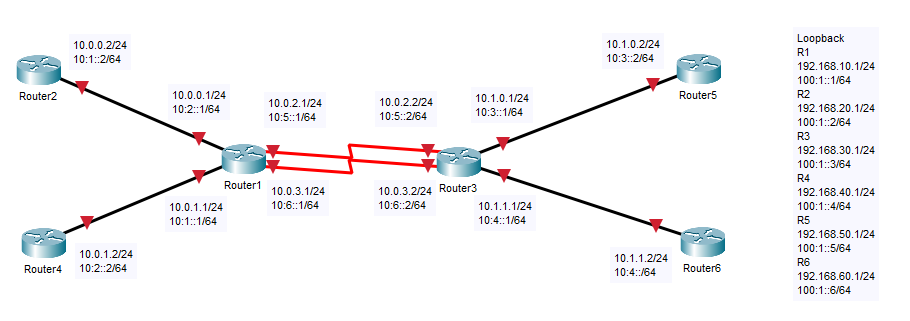 10.0.0.2/24
10:1::2/64
Router2
10.0.0.1/24
10:2::1/64
10.0.2.1/24
10:5::1/64
10.0.2.2/24
10:5::2/64
10.1.0.1/24
10:3::1/64
10.1.0.2/24
10:3::2/64
Router5
Router1
Router3
10.0.3.1/24
10:6::1/64
10.0.3.2/24
10:6::2/64
10.0.1.1/24
10:1::1/64
10.1.1.1/24
10:4::1/64
10.0.1.2/24
10:2::2/64
Router4
10.1.1.2/24
10:4::/64
Router6
Loopback
R1
192.168.10.1/24
100:1::1/64
R2
192.168.20.1/24
100:1::2/64
R3
192.168.30.1/24
100:1::3/64
R4
192.168.40.1/24
100:1::4/64
R5
192.168.50.1/24
100:1::5/64
R6
192.168.60.1/24
100:1::6/64